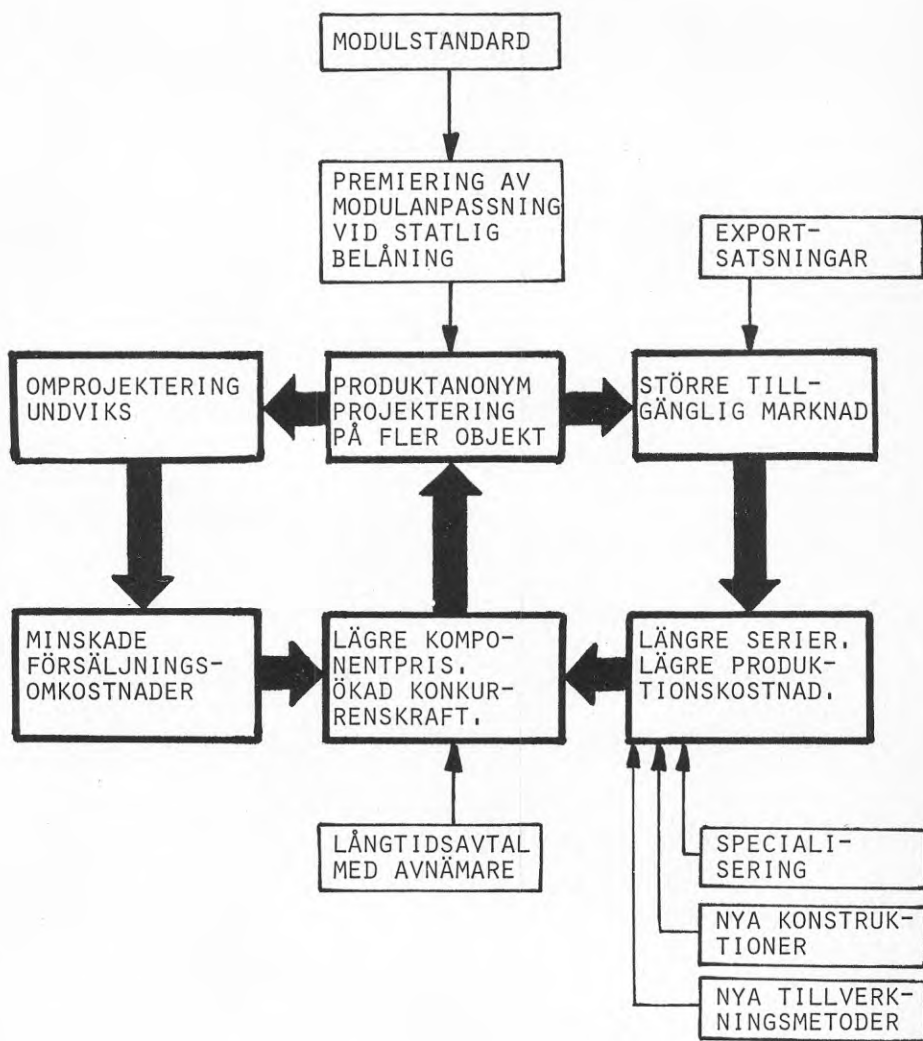 MODULSTANDARD
PREMIERING AV
MODULANPASSNING
VID STATLIG
BELÅNING
EXPORT-
SATSNINGAR
OMPROJEKTERING
UNDVIKS
PRODUKTANONYM
PROJEKTERING
PÅ FLER OBJEKT
STÖRRE TILL-
GÄNGLIG MARKNAD
MINSKADE
FÖRSÄLJNINGS-
OMKOSTNADER
LÄGRE KOMPO-
NENTPRIS.
ÖKAD KONKUR-
RENSKRAFT.
LÄNGRE SERIER.
LÄGRE PRODUK-
TIONSKOSTNAD.
LÅNGTIDSAVTAL
MED AVNÄMARE
SPECIALI-
SERING
NYA KONSTRUK-
TIONER
NYA TILLVERK-
NINGSMETODER